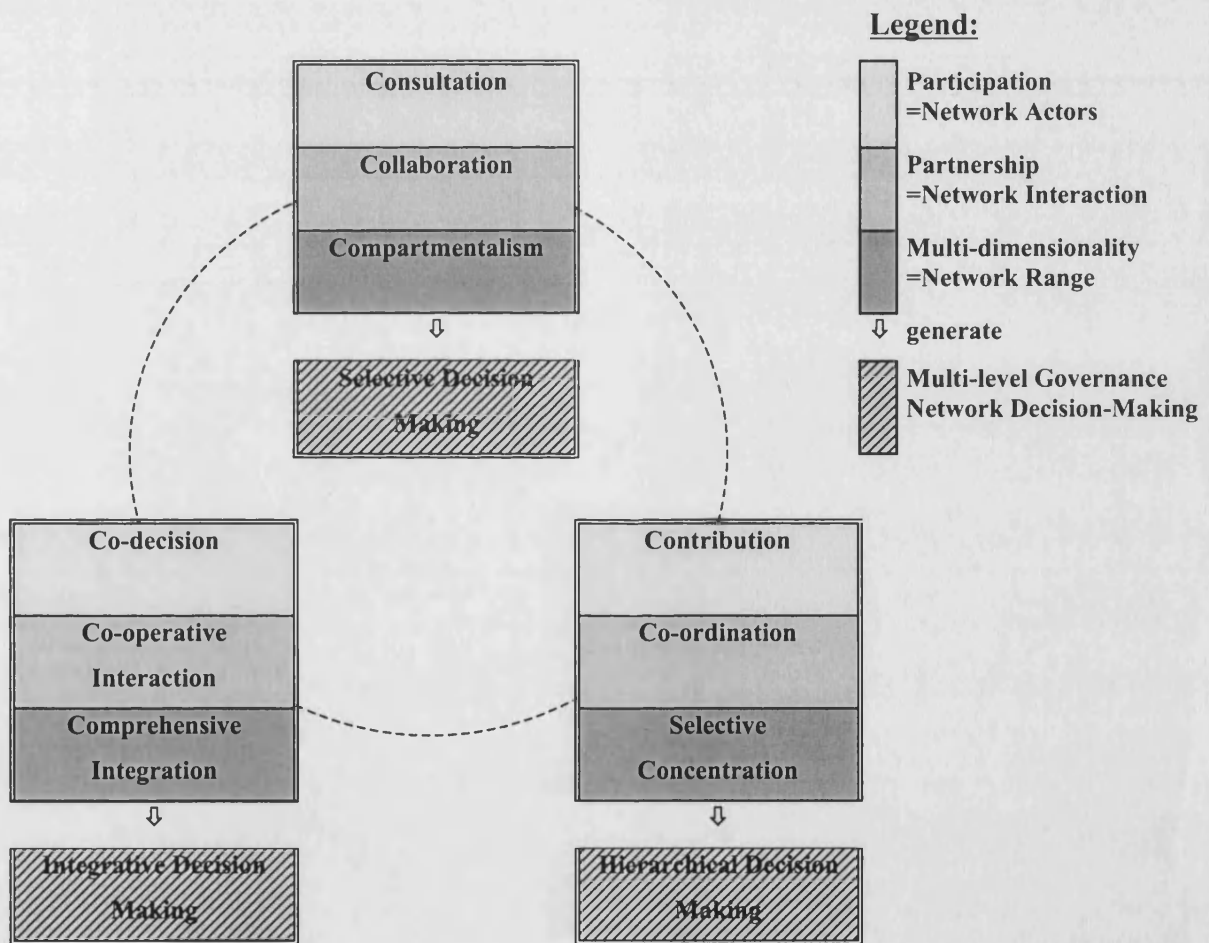 Legend:
Consultation
Collaboration
Compartmentalism
Selective Decision
Making
Participation
=Network Actors
Partnership
=Network Interaction
Multi-dimensionality
=Network Range
generate
Multi-level Governance
Network Decision-Making
Co-decision
Co-operative
Interaction
Comprehensive
Integration
Integrative Decision
Making
Contribution
Co-ordination
Selective
Concentration
Hierarchical Decision
Making